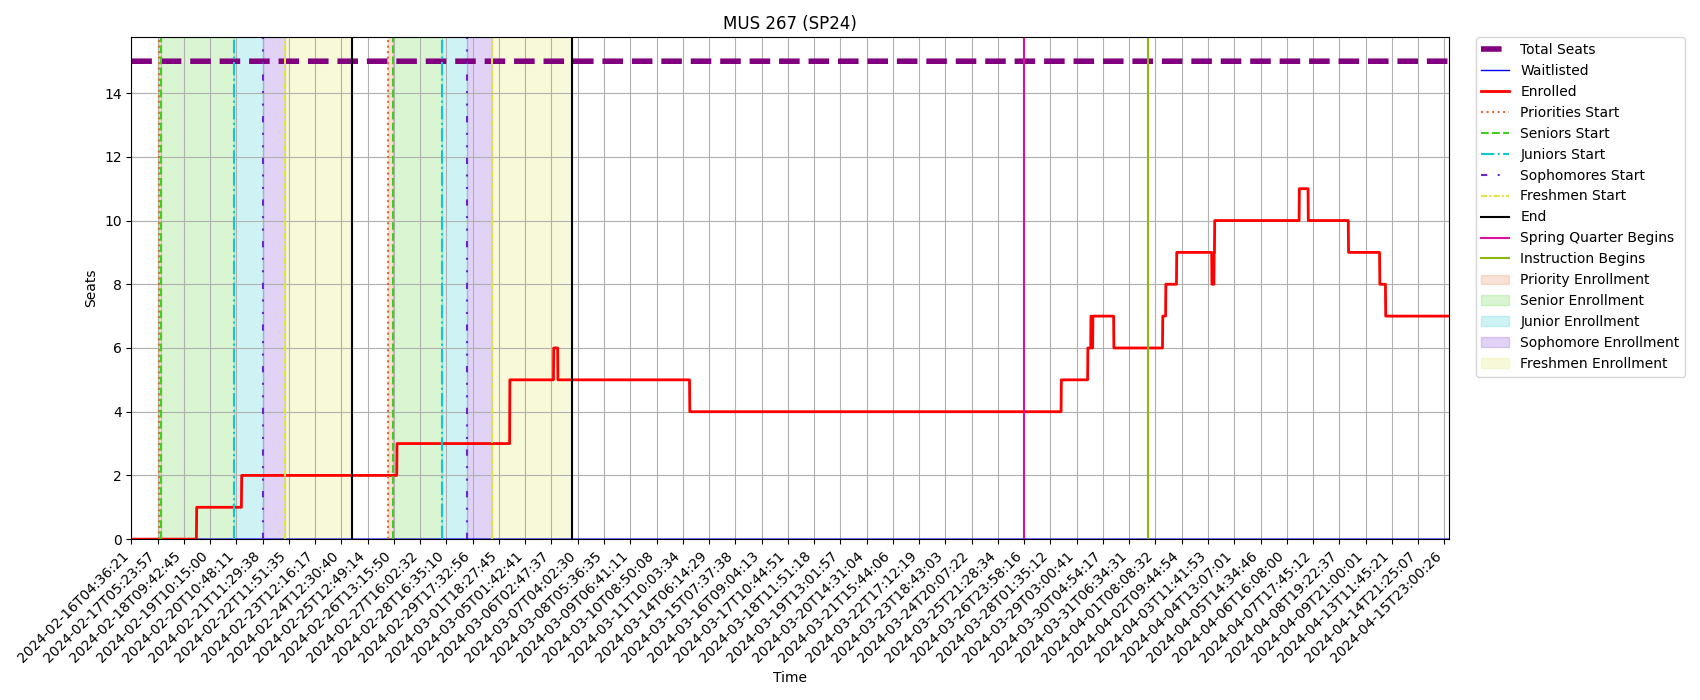 MUS 267 (SP24)
Seats
14
12
10
8
6
4
2
0
2024-02-16T04:36:21
2024-02-17T05:23:57
2024-02-18T09:42:45
2024-02-19T10:15:00
2024-02-20T10:48:11
2024-02-21T11:29:38
2024-02-22T11:51:35
2024-02-23T12:16:17
2024-02-24T12:30:40
2024-02-25T12:49:14
2024-02-26T13:15:50
2024-02-27T16:02:32
2024-02-28T16:35:10
2024-02-29T17:32:56
2024-03-01T18:27:45
2024-03-05T01:42:41
2024-03-06T02:47:37
2024-03-07T04:02:30
2024-03-08T05:36:35
2024-03-09T06:41:11
2024-03-10T08:50:08
2024-03-11T10:03:34
2024-03-14T06:14:29
2024-03-15T07:37:38
2024-03-16T09:04:13
2024-03-17T10:44:51
2024-03-18T11:51:18
2024-03-19T13:01:57
2024-03-20T14:31:04
2024-03-21T15:44:06
2024-03-22T17:12:19
2024-03-23T18:43:03
2024-03-24T20:07:22
2024-03-25T21:28:34
2024-03-26T23:58:16
2024-03-28T01:35:12
2024-03-29T03:00:41
2024-03-30T04:54:17
2024-03-31T06:34:31
2024-04-01T08:08:32
2024-04-02T09:44:54
2024-04-03T11:41:53
2024-04-04T13:07:01
2024-04-05T14:34:46
2024-04-06T16:08:00
2024-04-07T17:45:12
2024-04-08T19:22:37
2024-04-09T21:00:01
2024-04-13T11:45:21
2024-04-14T21:25:07
2024-04-15T23:00:26
Time
Total Seats
Waitlisted
Enrolled
Priorities Start
Seniors Start
Juniors Start
Sophomores Start
Freshmen Start
End
Spring Quarter Begins
Instruction Begins
Priority Enrollment
Senior Enrollment
Junior Enrollment
Sophomore Enrollment
Freshmen Enrollment